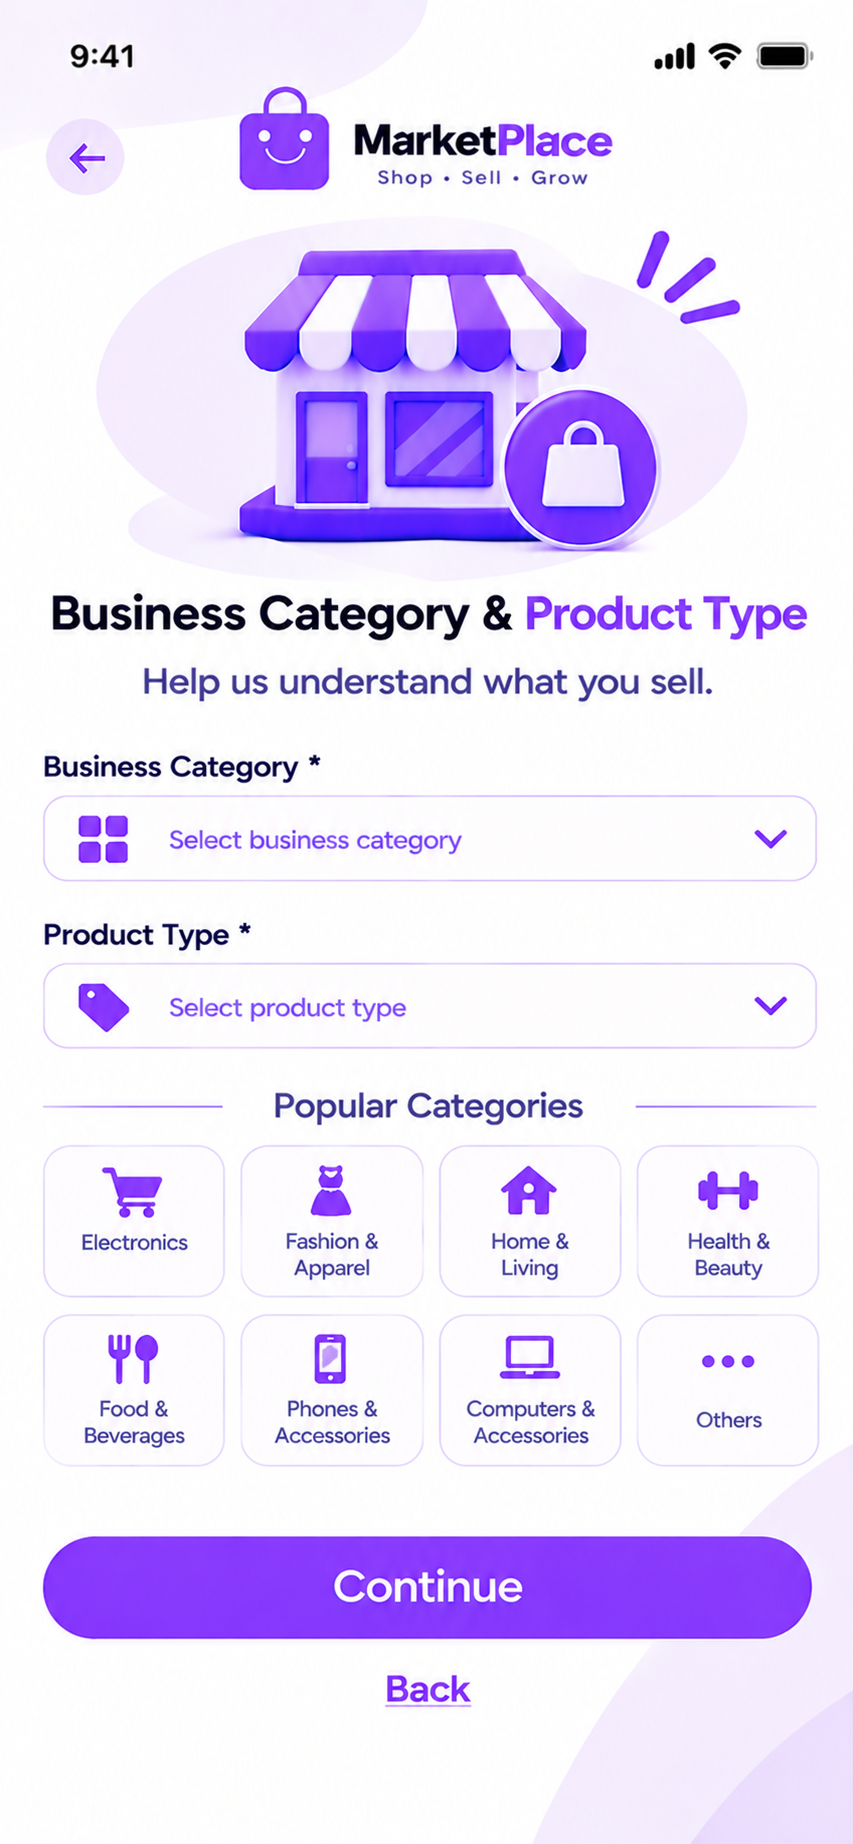 9:41
MarketPlace
Shop • Sell • Grow
Business Category & Product Type
Help us understand what you sell.
Business Category *
Select business category
Product Type *
Select product type
Popular Categories
Electronics
Fashion &
Apparel
Home &
Living
Health &
Beauty
Food &
Beverages
Phones &
Accessories
Computers &
Accessories
Others
Continue
Back